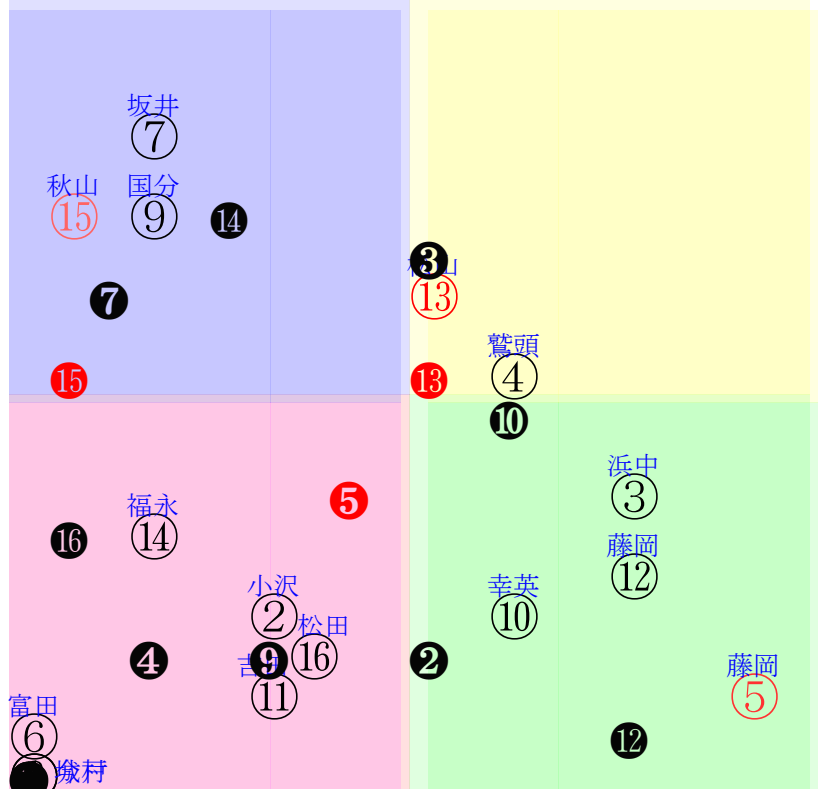 坂井
⑦
秋山 国分
⑮ ⑨ ⓮
❸
⑬
❼
鷲頭
⓯ ⓭ ④
❿
浜中
❺ ③
福永
⑭ ⓰
藤岡
⑫
小沢 幸英
② ⑩
松田
❹ ❾ ⑯ ❷
藤岡
⑪ ⑤
富田
⑥ ⓬